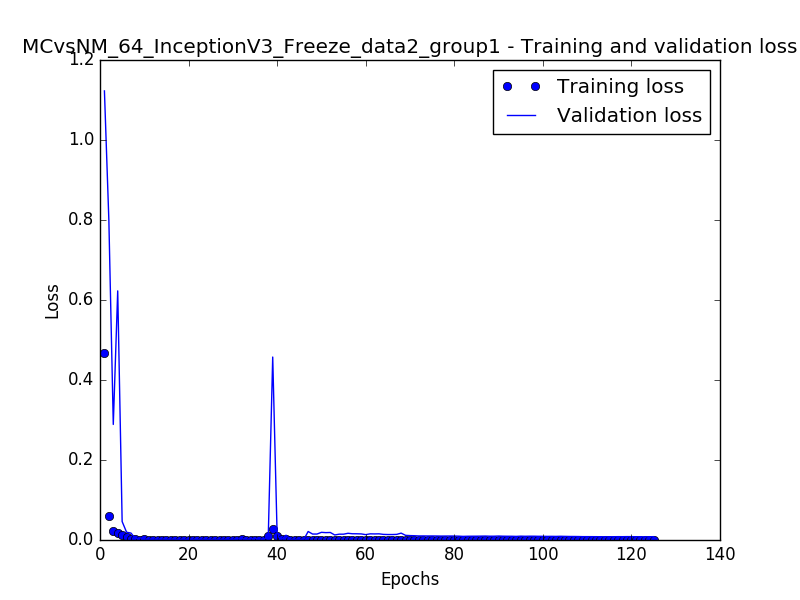 MCvsNM_64_InceptionV3_Freeze_data2_group1 - Training and validation loss
1.2
Training loss
Validation loss
1.0
0.8
0.6
Loss
0.4
0.2
0.0
0 20 40 60 80 100 120 140
Epochs